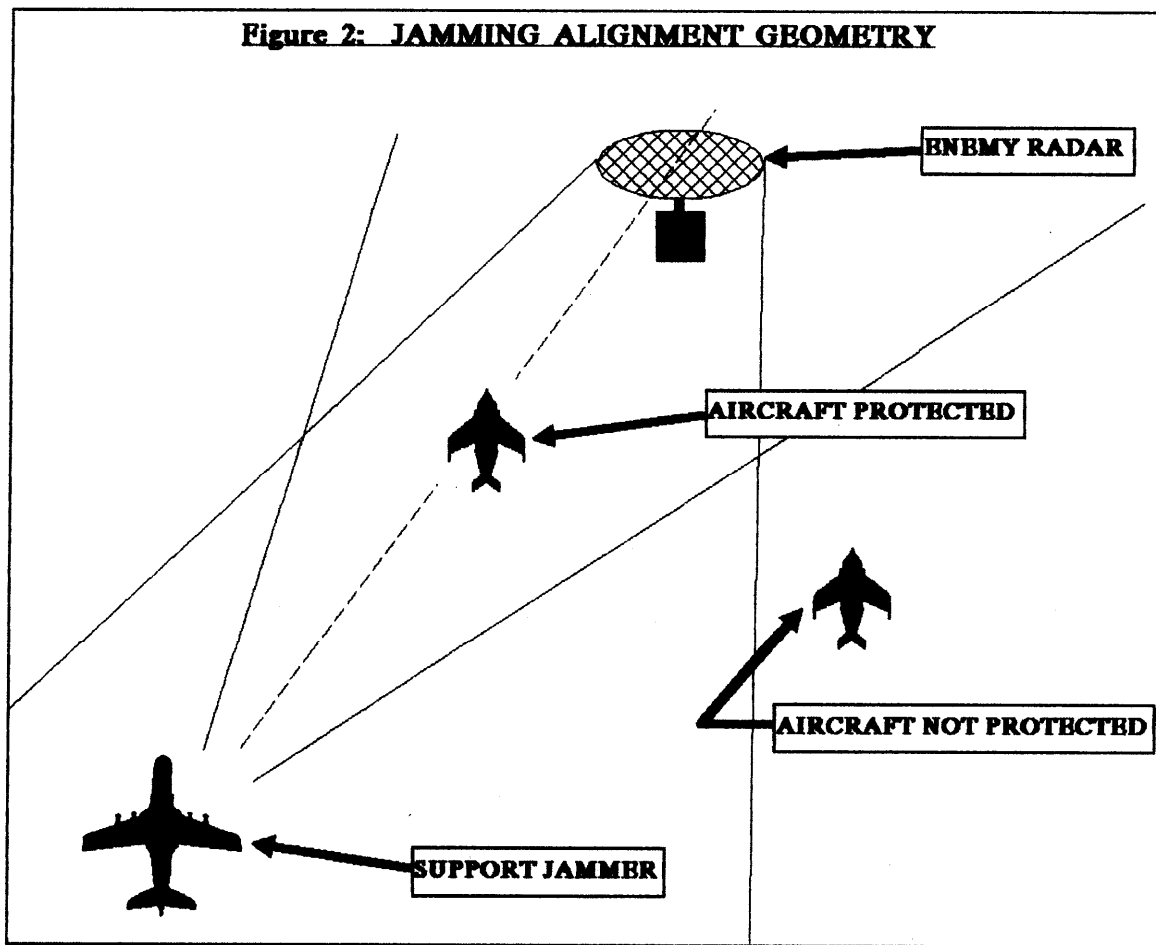 Figure 2: JAMMING ALIGNMENT GEOMETRY
ENEMY RADAR
AIRCRAFT PROTECTED
AIRCRAFT NOT PROTECTED
SUPPORT JAMMER